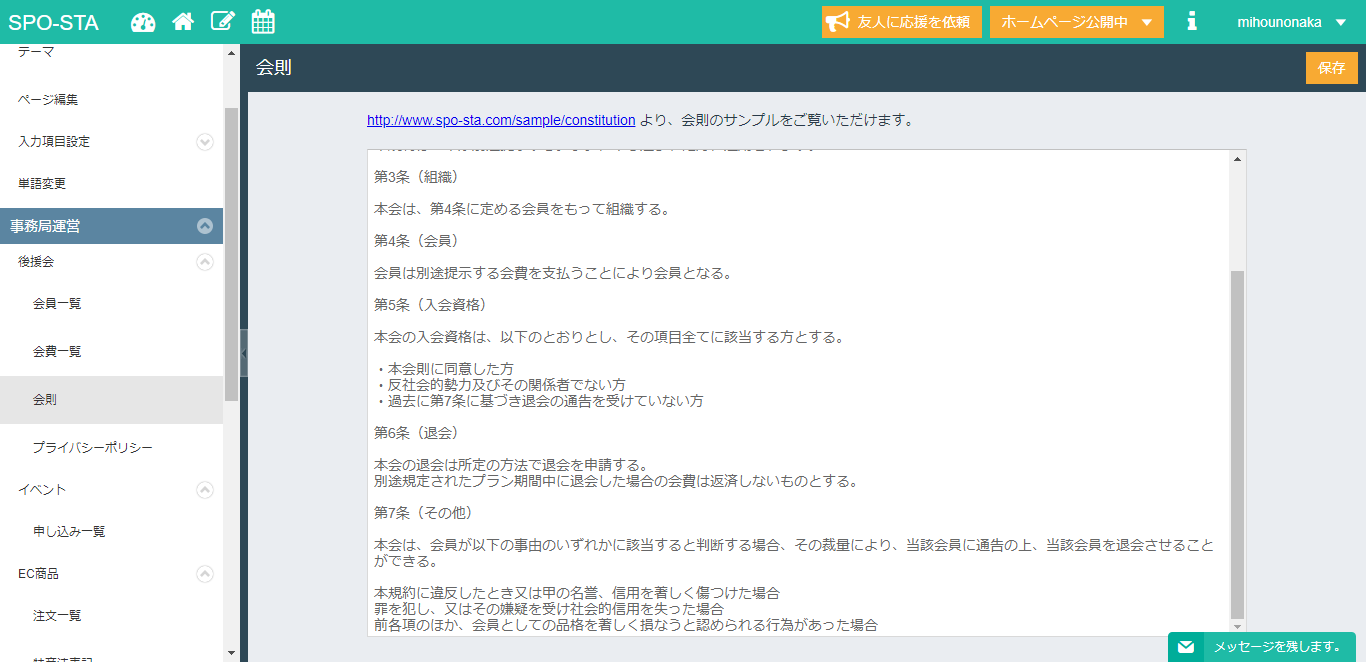 SPO-STA
友人に応援を依頼
ホームページ公開中
mihounonaka
テーマ
ページ編集
入力項目設定
単語変更
事務局運営
後援会
会員一覧
会費一覧
会則
プライバシーポリシー
イベント
申し込み一覧
EC商品
注文一覧
会則
保存
http://www.spo-sta.com/sample/constitution より、会則のサンプルをご覧いただけます。
第3条（組織）
本会は、第4条に定める会員をもって組織する。
第4条（会員）
会員は別途提示する会費を支払うことにより会員となる。
第5条（入会資格）
本会の入会資格は、以下のとおりとし、その項目全てに該当する方とする。
・本会則に同意した方
・反社会的勢力及びその関係者でない方
・過去に第7条に基づき退会の通告を受けていない方
第6条（退会）
本会の退会は所定の方法で退会を申請する。
別途規定されたプラン期間中に退会した場合の会費は返済しないものとする。
第7条（その他）
本会は、会員が以下の事由のいずれかに該当すると判断する場合、その裁量により、当該会員に通告の上、当該会員を退会させること
ができる。
本規約に違反したとき又は甲の名誉、信用を著しく傷つけた場合
罪を犯し、又はその嫌疑を受け社会的信用を失った場合
前各項のほか、会員としての品格を著しく損なうと認められる行為があった場合
メッセージを残します。